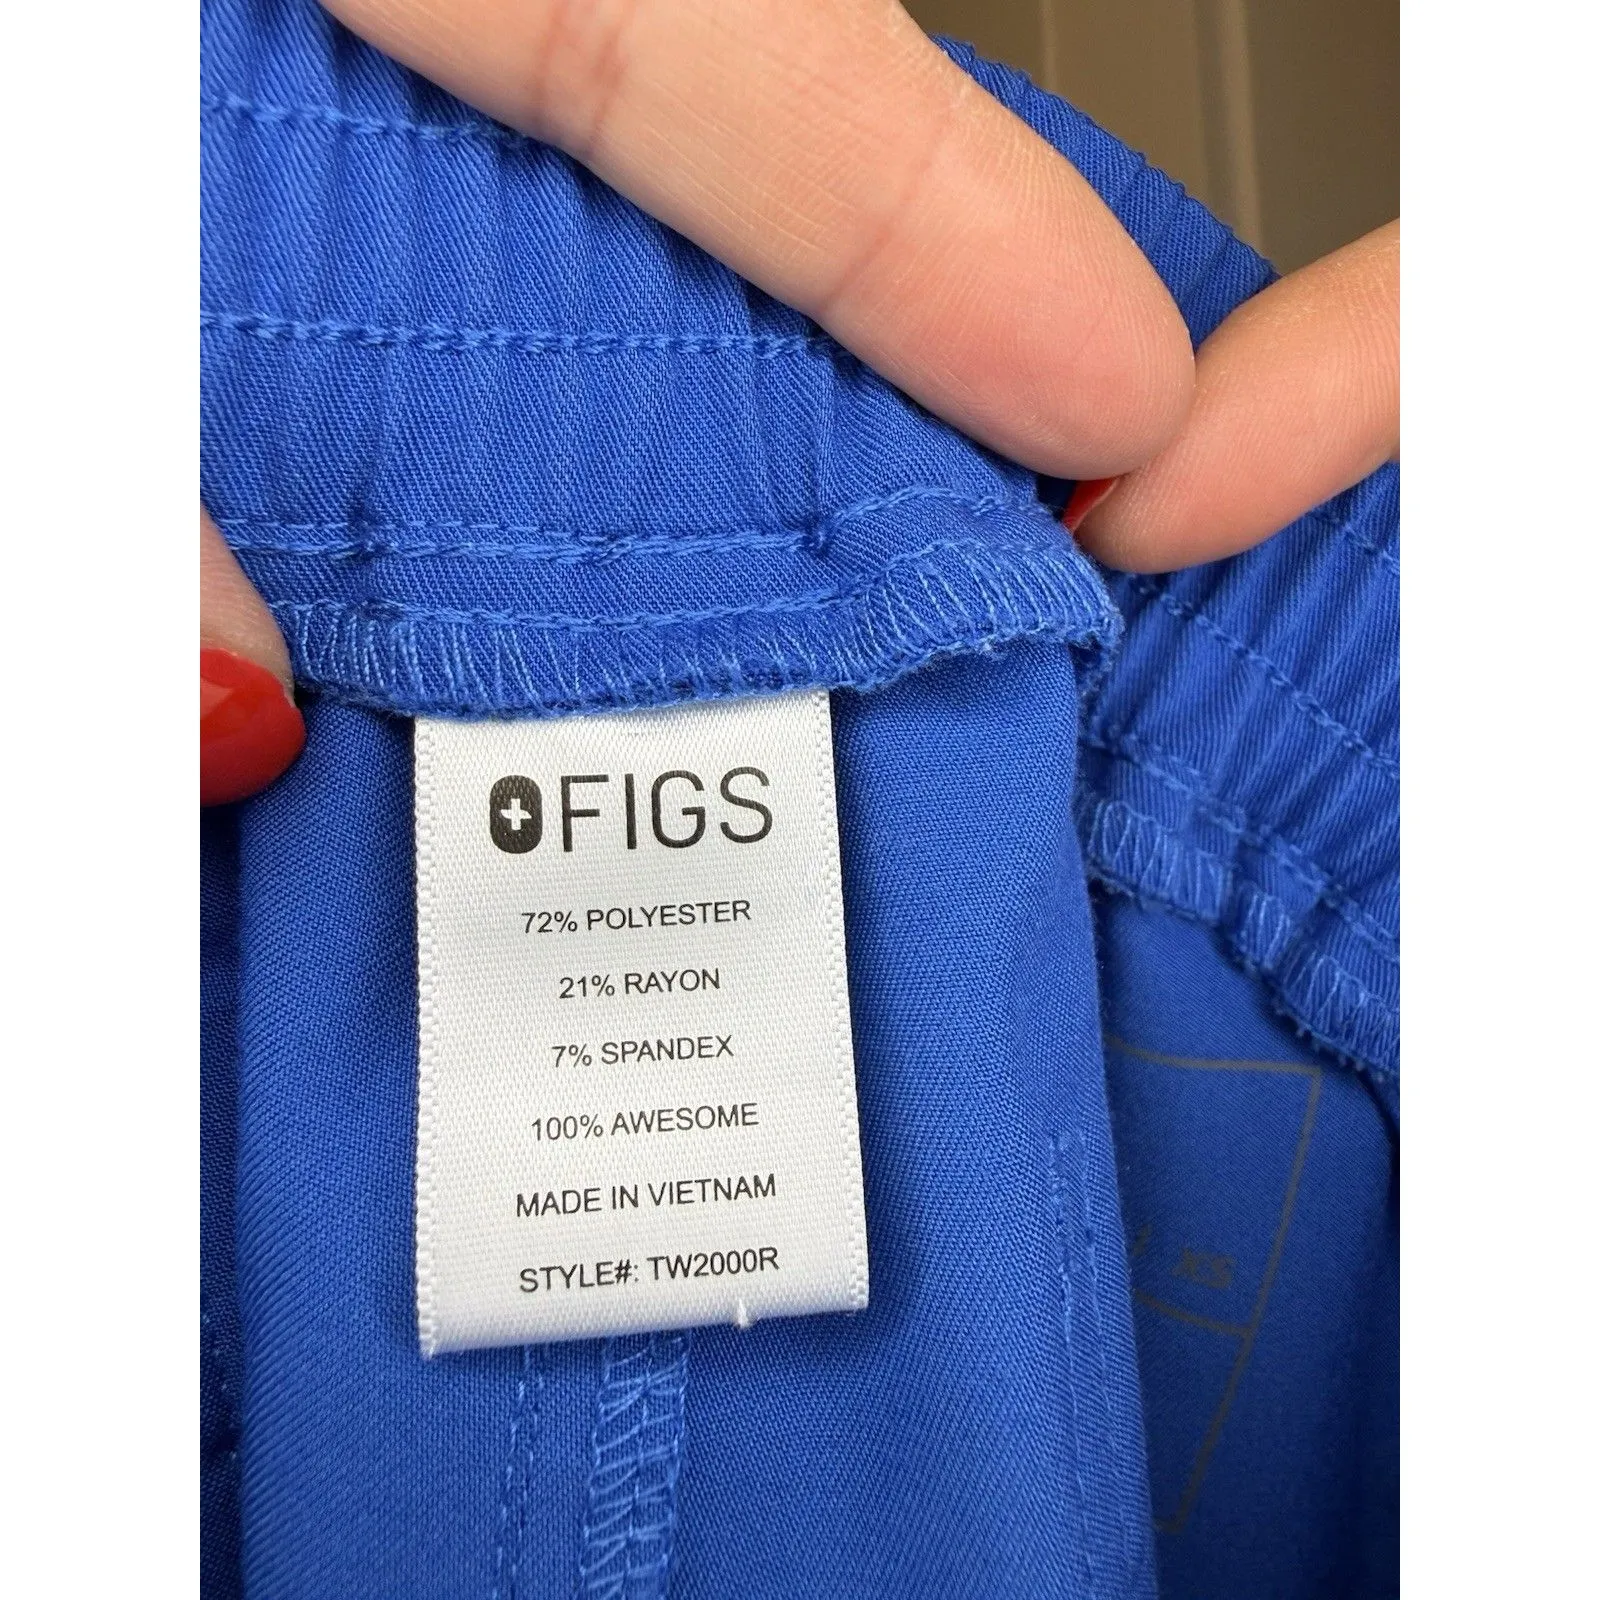 FIGS
72% POLYESTER
21% RAYON
7% SPANDEX
100% AWESOME
MADE IN VIETNAM
STYLE#: TW2000R
XS